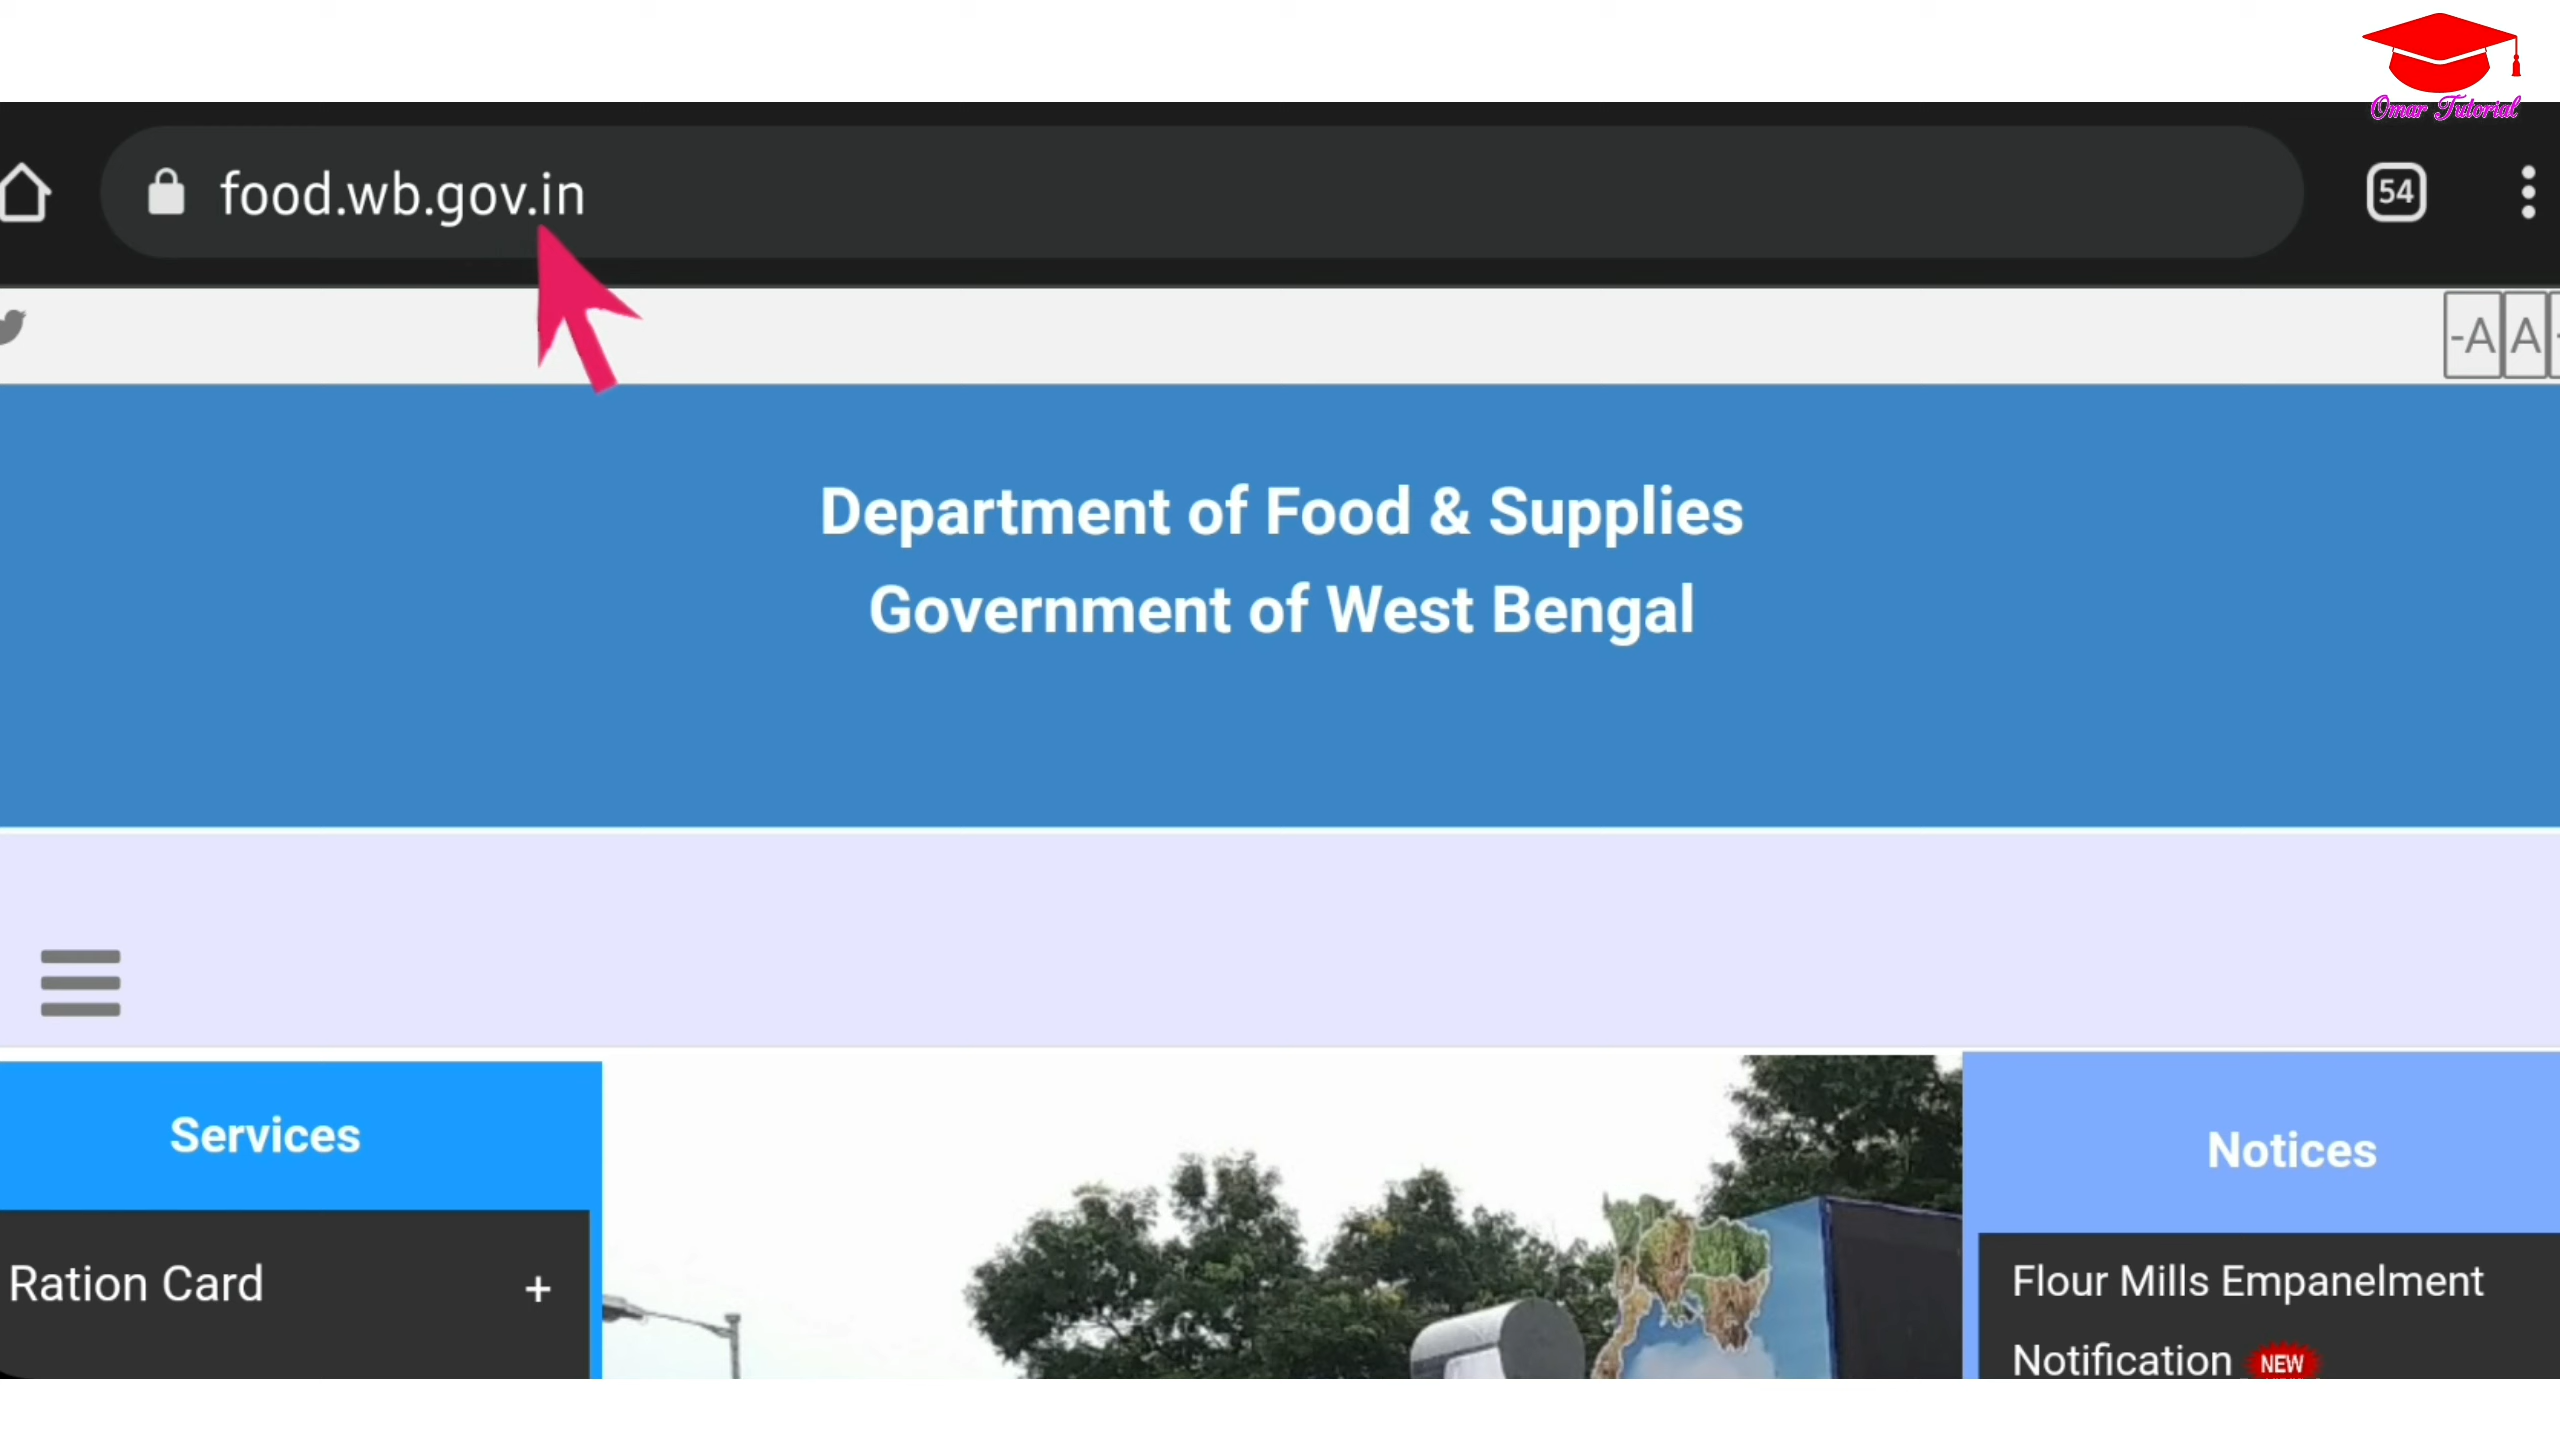 Omar Tutorial
food.wb.gov.in
54
-A A
Department of Food & Supplies
Government of West Bengal
Services
Notices
Ration Card +
Flour Mills Empanelment
Notification NEW